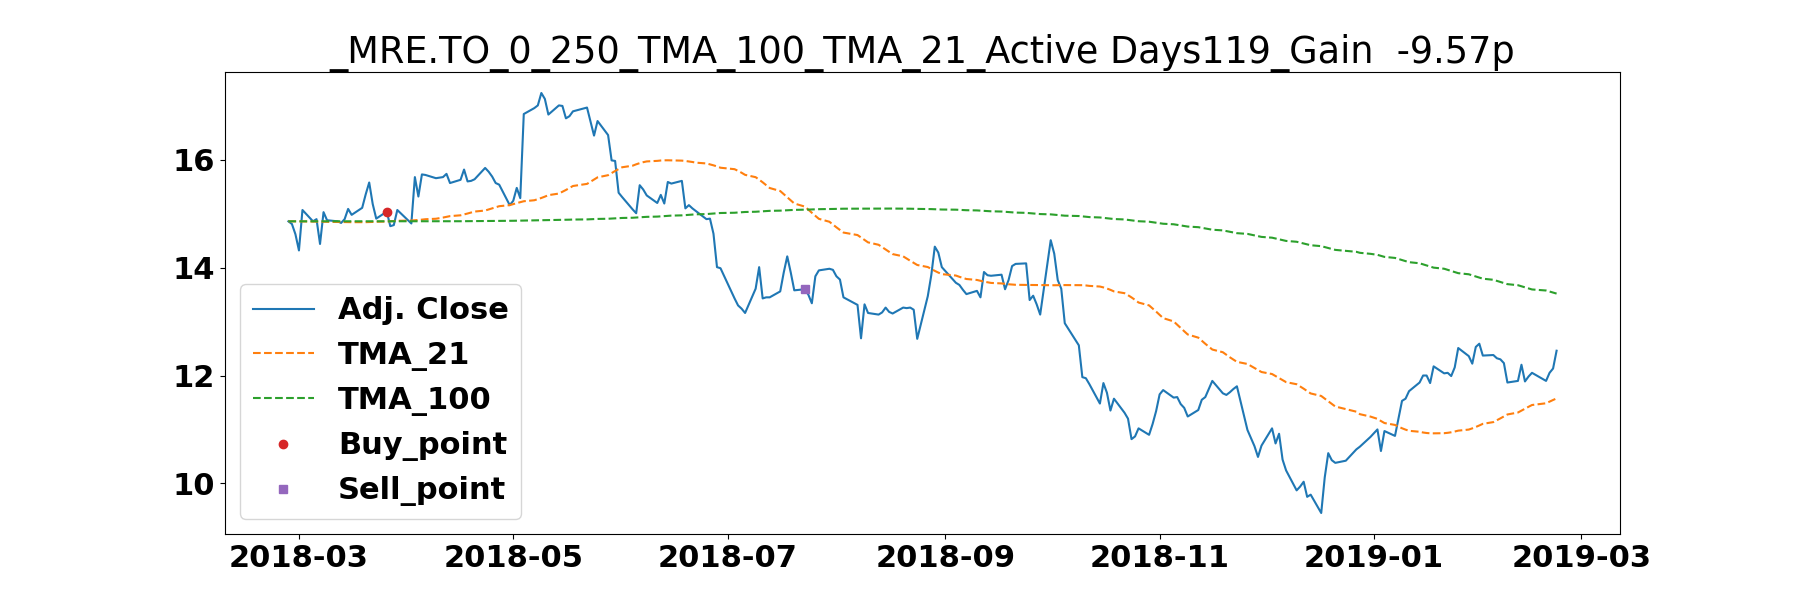 _MRE.TO_0_250_TMA_100_TMA_21_Active Days119_Gain  -9.57p
16
14
12
10
Adj. Close
TMA_21
TMA_100
Buy_point
Sell_point
2018-03 2018-05 2018-07 2018-09 2018-11 2019-01 2019-03